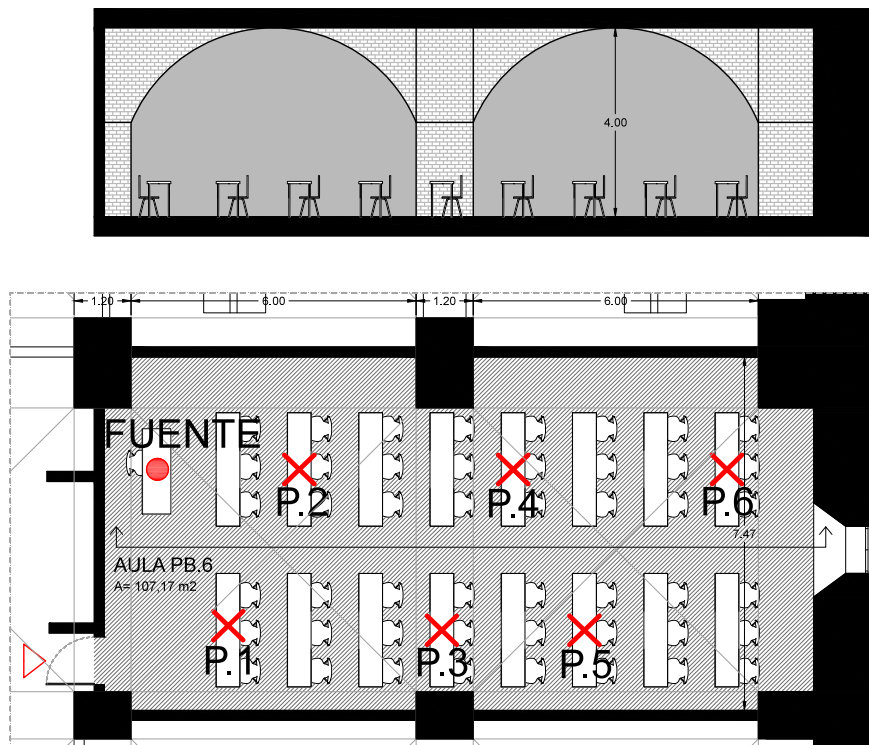 4.00
1.20
6.00
1.20
6.00
FUENTE
P.2
P.4
P.6
7.47
AULA PB.6
A= 107,17 m2
P.1
P.3
P.5